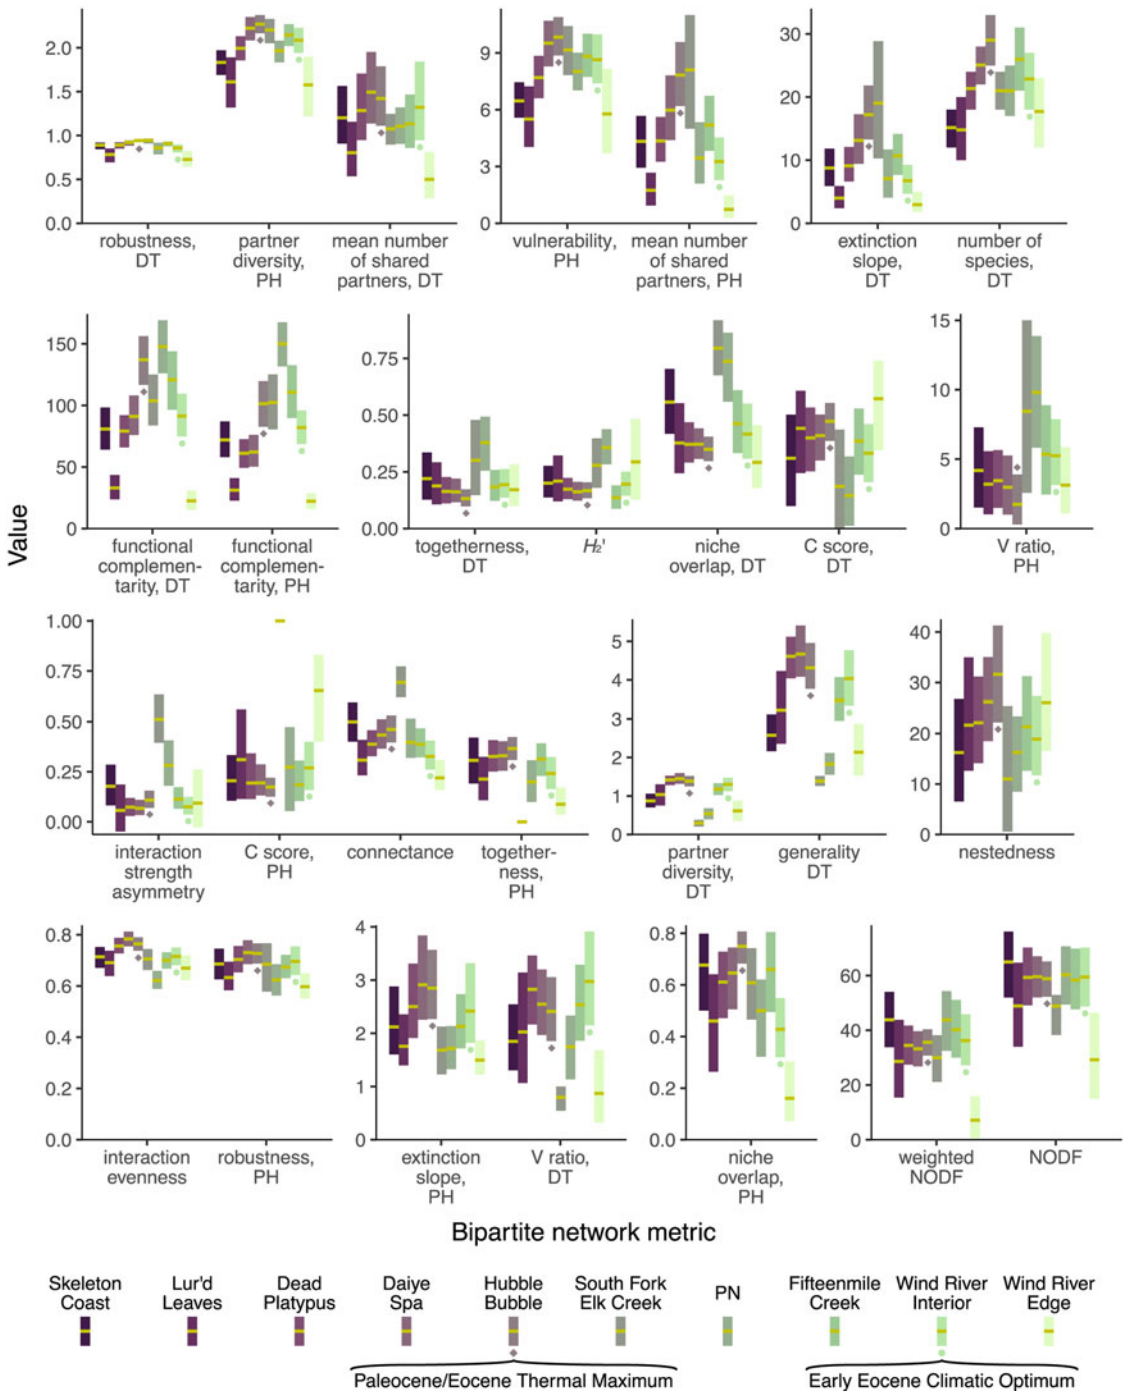 2.0
1.5
1.0
0.5
0.0
robustness,
DT
partner
diversity,
PH
mean number
of shared
partners, DT
9
6
3
0
vulnerability,
PH
mean number
of shared
partners, PH
30
20
10
0
extinction
slope,
DT
number of
species,
DT
150
100
50
0
functional
complemen-
tarity, DT
functional
complemen-
tarity, PH
0.75
0.50
0.25
0.00
togetherness,
DT
H₂'
niche
overlap, DT
C score,
DT
15
10
5
0
V ratio,
PH
Value
1.00
0.75
0.50
0.25
0.00
interaction
strength
asymmetry
C score,
PH
connectance
together-
ness, PH
5
4
3
2
1
0
partner
diversity,
DT
generality
DT
40
30
20
10
0
nestedness
0.8
0.6
0.4
0.2
0.0
interaction
evenness
robustness,
PH
4
3
2
1
0
extinction
slope,
PH
V ratio,
DT
0.8
0.6
0.4
0.2
0.0
niche
overlap, PH
60
40
20
0
weighted
NODF
NODF
Bipartite network metric
Skeleton
Coast
Lur'd
Leaves
Dead
Platypus
Daiye
Spa
Hubble
Bubble
South Fork
Elk Creek
PN
Fifteenmile
Creek
Wind River
Interior
Wind River
Edge
Paleocene/Eocene Thermal Maximum
Early Eocene Climatic Optimum